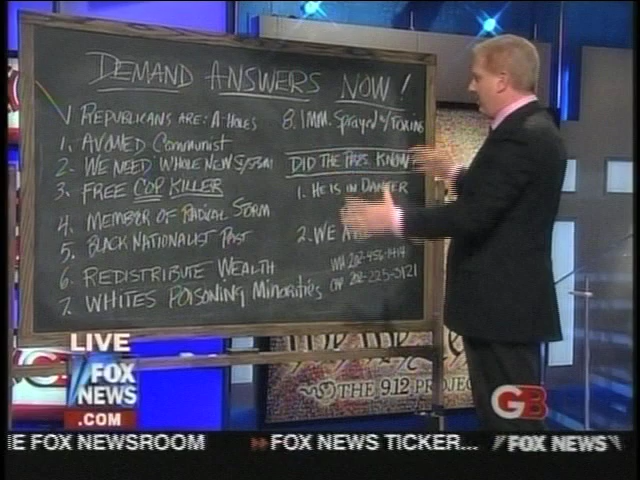 DEMAND ANSWERS NOW!
√ REPUBLICANS ARE: A-HOLES
1. AVOWED Communist
2. WE NEED WHOLE NEW SYSTEM
3. FREE COP KILLER
4. MEMBER OF Radical STORM
5. BLACK NATIONALIST PAST
6. REDISTRIBUTE WEALTH
7. WHITES POISONING MINORITIES
8. IMM. Sprayed w/ TOXINS
DID THE PRES. KNOW
1. HE IS IN DANGER
2. WE A
WH 202-456-1414
CAP 202-225-3121
THE 9.12 PROJEC
LIVE
FOX
NEWS
.COM
GB
E FOX NEWSROOM >> FOX NEWS TICKER... FOX NEWS